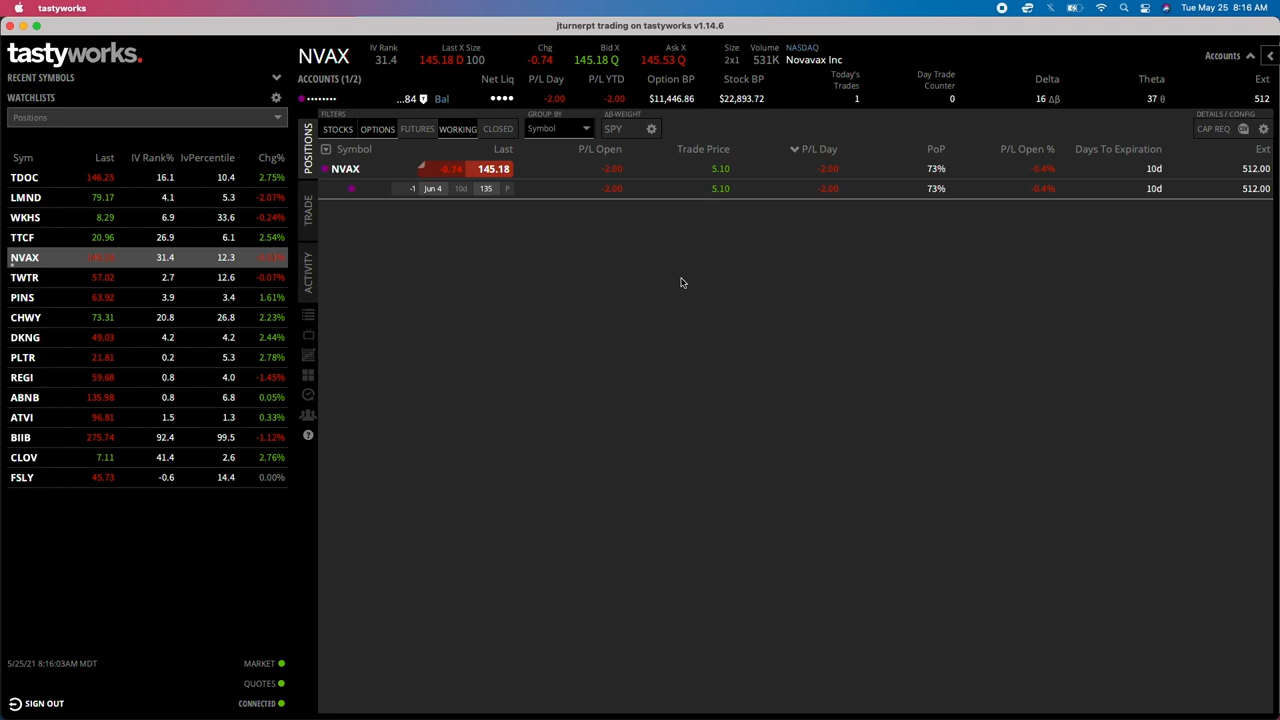 tastyworks
Tue May 25 8:16 AM
jturnerpt trading on tastyworks v1.14.6
tastyworks.
RECENT SYMBOLS
WATCHLISTS
Positions
Sym Last IV Rank% IvPercentile Chg%
TDOC 146.25 16.1 10.4 2.75%
LMND 79.17 4.1 5.3 -2.07%
WKHS 8.29 6.9 33.6 -0.24%
TTCF 20.96 26.9 6.1 2.54%
NVAX 31.4 12.3
TWTR 57.02 2.7 12.6 -0.07%
PINS 63.92 3.9 3.4 1.61%
CHWY 73.31 20.8 26.8 2.23%
DKNG 49.03 4.2 4.2 2.44%
PLTR 21.81 0.2 5.3 2.78%
REGI 59.68 0.8 4.0 -1.45%
ABNB 135.98 0.8 6.8 0.05%
ATVI 96.81 1.5 1.3 0.33%
BIIB 275.74 92.4 99.5 -1.12%
CLOV 7.11 41.4 2.6 2.76%
FSLY 45.73 -0.6 14.4 0.00%
5/25/21 8:16:03AM MDT MARKET
QUOTES
SIGN OUT CONNECTED
NVAX
IV Rank Last X Size Chg Bid X Ask X Size Volume NASDAQ
31.4 145.18 D 100 -0.74 145.18 Q 145.53 Q 2x1 531K Novavax Inc
Accounts
ACCOUNTS (1/2) Net Liq P/L Day P/L YTD Option BP Stock BP Today's Trades Day Trade Counter Delta Theta Ext
•••••••• ...84 Bal •••• -2.00 -2.00 $11,446.86 $22,893.72 1 0 16 Δβ 37 θ 512
FILTERS GROUP BY Δβ-WEIGHT DETAILS / CONFIG
STOCKS OPTIONS FUTURES WORKING CLOSED Symbol SPY CAP REQ
POSITIONS
TRADE
ACTIVITY
Symbol Last P/L Open Trade Price P/L Day PoP P/L Open % Days To Expiration Ext
NVAX -0.74 145.18 -2.00 5.10 -2.00 73% -0.4% 10d 512.00
-1 Jun 4 10d 135 P -2.00 5.10 -2.00 73% -0.4% 10d 512.00